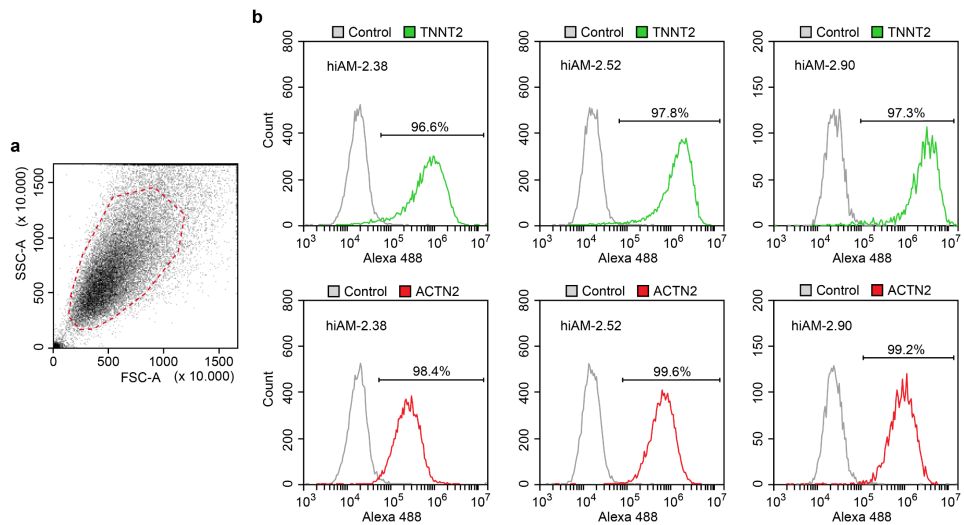 a
SSC-A (x 10.000)
1500
1000
500
0
0 500 1000 1500
FSC-A (x 10.000)
b
Control TNNT2
hiAM-2.38
96.6%
Count
800
600
400
200
0
10³ 10⁴ 10⁵ 10⁶ 10⁷
Alexa 488
Control TNNT2
hiAM-2.52
97.8%
800
600
400
200
0
10³ 10⁴ 10⁵ 10⁶ 10⁷
Alexa 488
Control TNNT2
hiAM-2.90
97.3%
200
150
100
50
0
10³ 10⁴ 10⁵ 10⁶ 10⁷
Alexa 488
Control ACTN2
hiAM-2.38
98.4%
Count
800
600
400
200
0
10³ 10⁴ 10⁵ 10⁶ 10⁷
Alexa 488
Control ACTN2
hiAM-2.52
99.6%
800
600
400
200
0
10³ 10⁴ 10⁵ 10⁶ 10⁷
Alexa 488
Control ACTN2
hiAM-2.90
99.2%
200
150
100
50
0
10³ 10⁴ 10⁵ 10⁶ 10⁷
Alexa 488